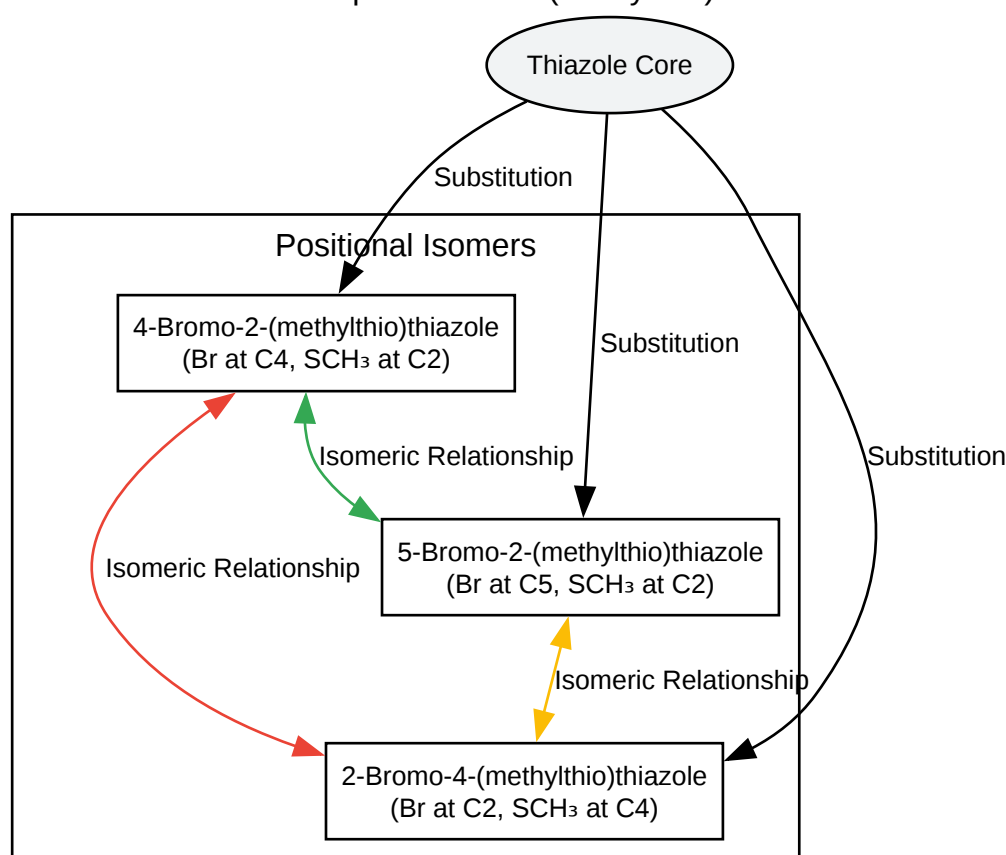 Thiazole Core
Substitution
Positional Isomers
4-Bromo-2-(methylthio)thiazole
(Br at C4, SCH₃ at C2)
Substitution
Isomeric Relationship
Substitution
5-Bromo-2-(methylthio)thiazole
(Br at C5, SCH₃ at C2)
Isomeric Relationship
Isomeric Relationship
2-Bromo-4-(methylthio)thiazole
(Br at C2, SCH₃ at C4)